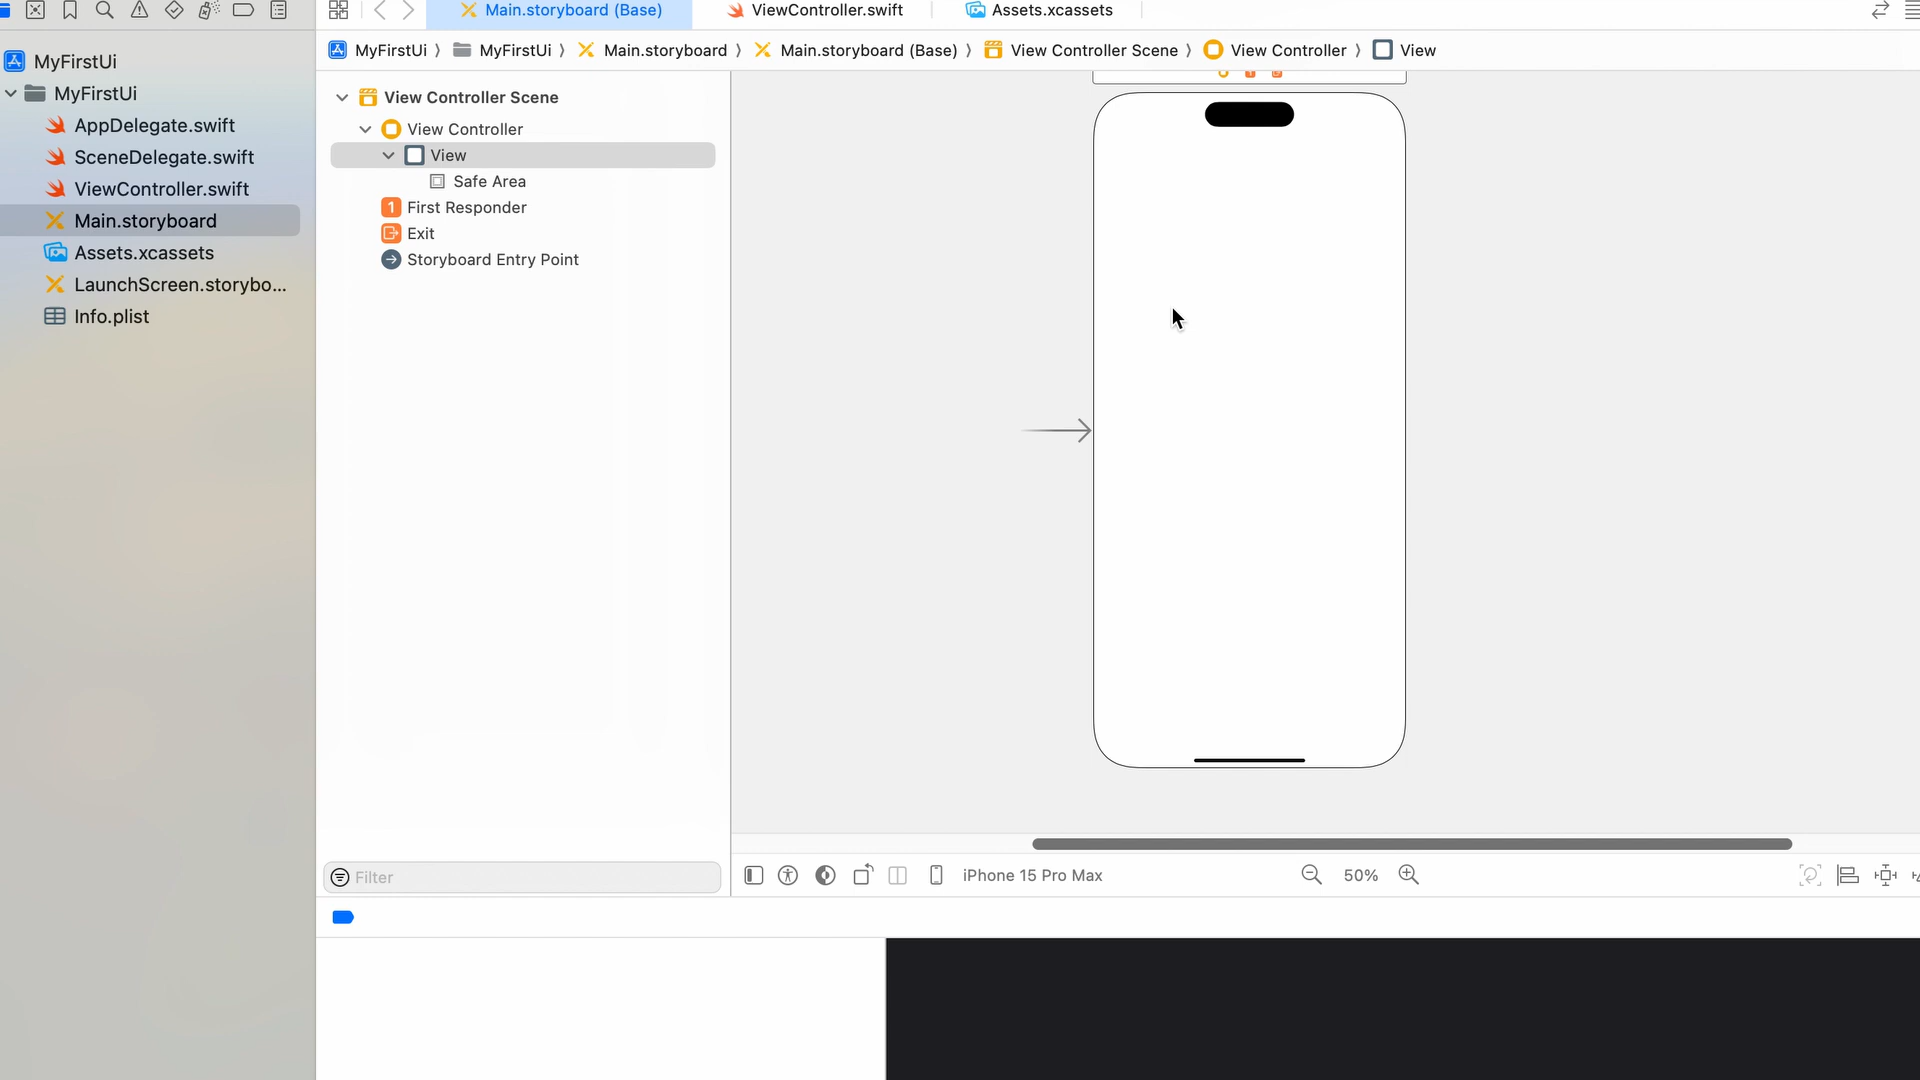 Main.storyboard (Base)
ViewController.swift
Assets.xcassets
MyFirstUi
MyFirstUi
AppDelegate.swift
SceneDelegate.swift
ViewController.swift
Main.storyboard
Assets.xcassets
LaunchScreen.storybo...
Info.plist
MyFirstUi 〉 MyFirstUi 〉 Main.storyboard 〉 Main.storyboard (Base) 〉 View Controller Scene 〉 View Controller 〉 View
View Controller Scene
View Controller
View
Safe Area
1 First Responder
Exit
Storyboard Entry Point
Filter
iPhone 15 Pro Max
50%